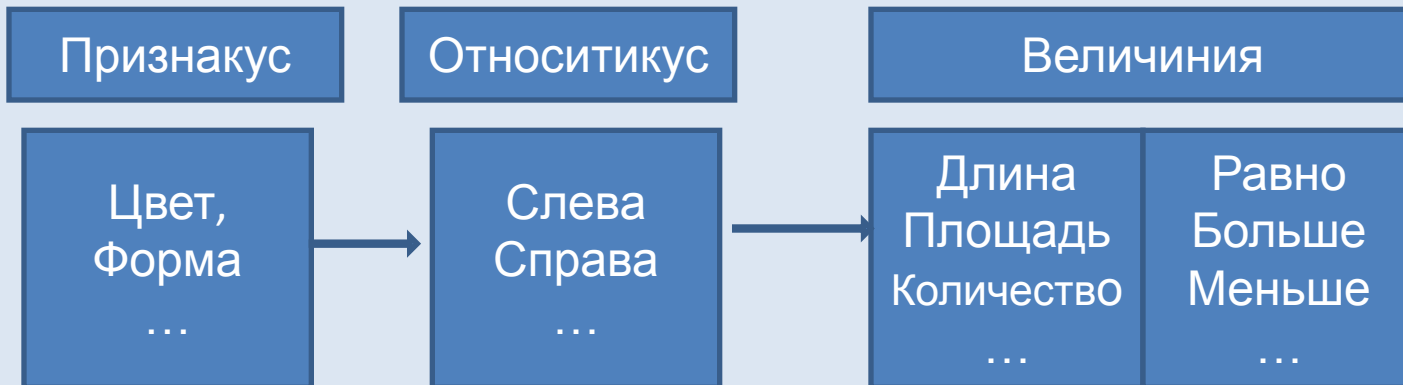 Признакус
Относитикус
Величиния
Цвет,
Форма
…
Слева
Справа
…
Длина
Площадь
Количество
…
Равно
Больше
Меньше
…